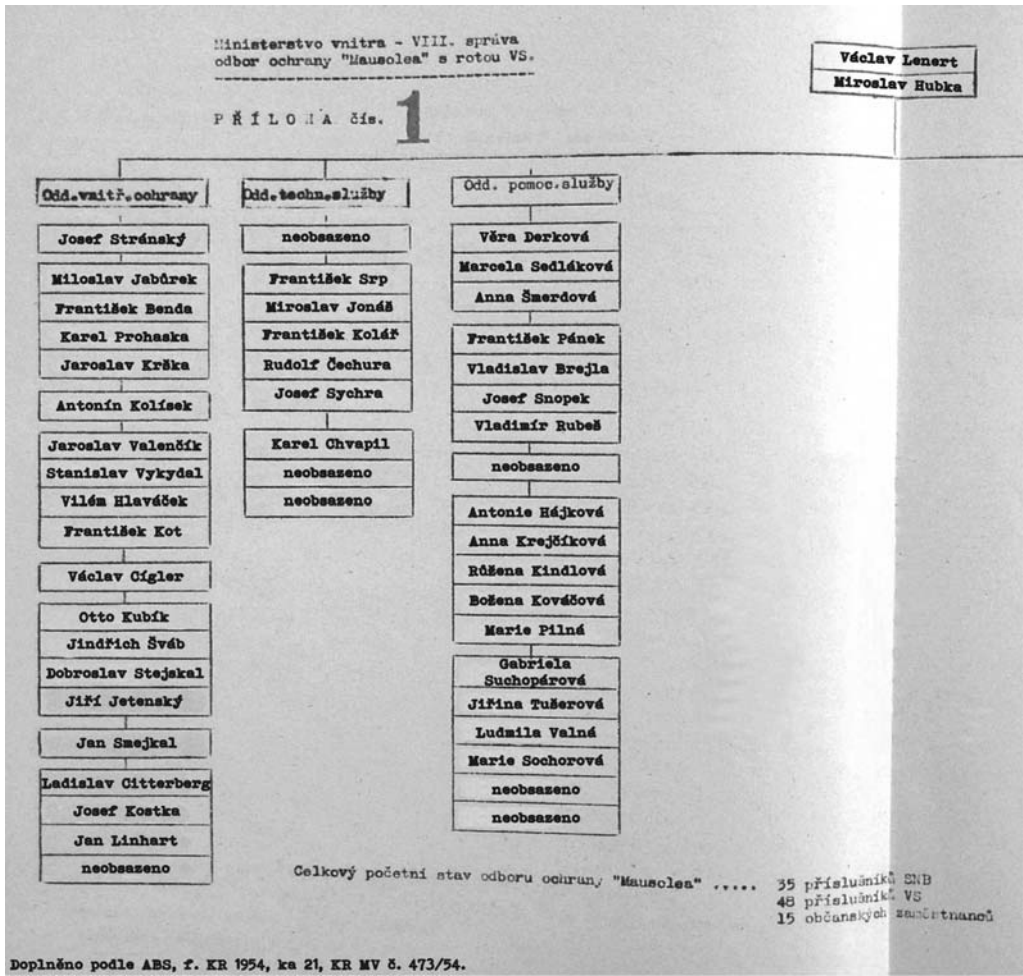 Ministerstvo vnitra - VIII. správa
odbor ochrany "Mausolea" s rotou VS.
Václav Lenert
Miroslav Hubka
PŘÍLOHA čís. 1
Odd.vnitř.ochrany
Josef Stránský
Miloslav Jabůrek
František Benda
Karel Prohaska
Jaroslav Krška
Antonín Kolísek
Jaroslav Valenčík
Stanislav Vykydal
Vilém Hlaváček
František Kot
Václav Cígler
Otto Kubík
Jindřich Šváb
Dobroslav Stejskal
Jiří Jetenský
Jan Smejkal
Ladislav Citterberg
Josef Kostka
Jan Linhart
neobsazeno
Odd.techn.služby
neobsazeno
František Srp
Miroslav Jonáš
František Kolář
Rudolf Čechura
Josef Sychra
Karel Chvapil
neobsazeno
neobsazeno
Odd. pomoc.služby
Věra Derková
Marcela Sedláková
Anna Šmerdová
František Pánek
Vladislav Brejla
Josef Snopek
Vladimír Rubeš
neobsazeno
Antonie Hájková
Anna Krejčíková
Růžena Kindlová
Božena Kováčová
Marie Pilná
Gabriela
Suchopárová
Jiřina Tušerová
Ludmila Valná
Marie Sochorová
neobsazeno
neobsazeno
Celkový početní stav odboru ochrany "Mausolea" ..... 35 příslušníků SNB
48 příslušníků VS
15 občanských zaměstnanců
Doplněno podle ABS, f. KR 1954, ka 21, KR MV č. 473/54.